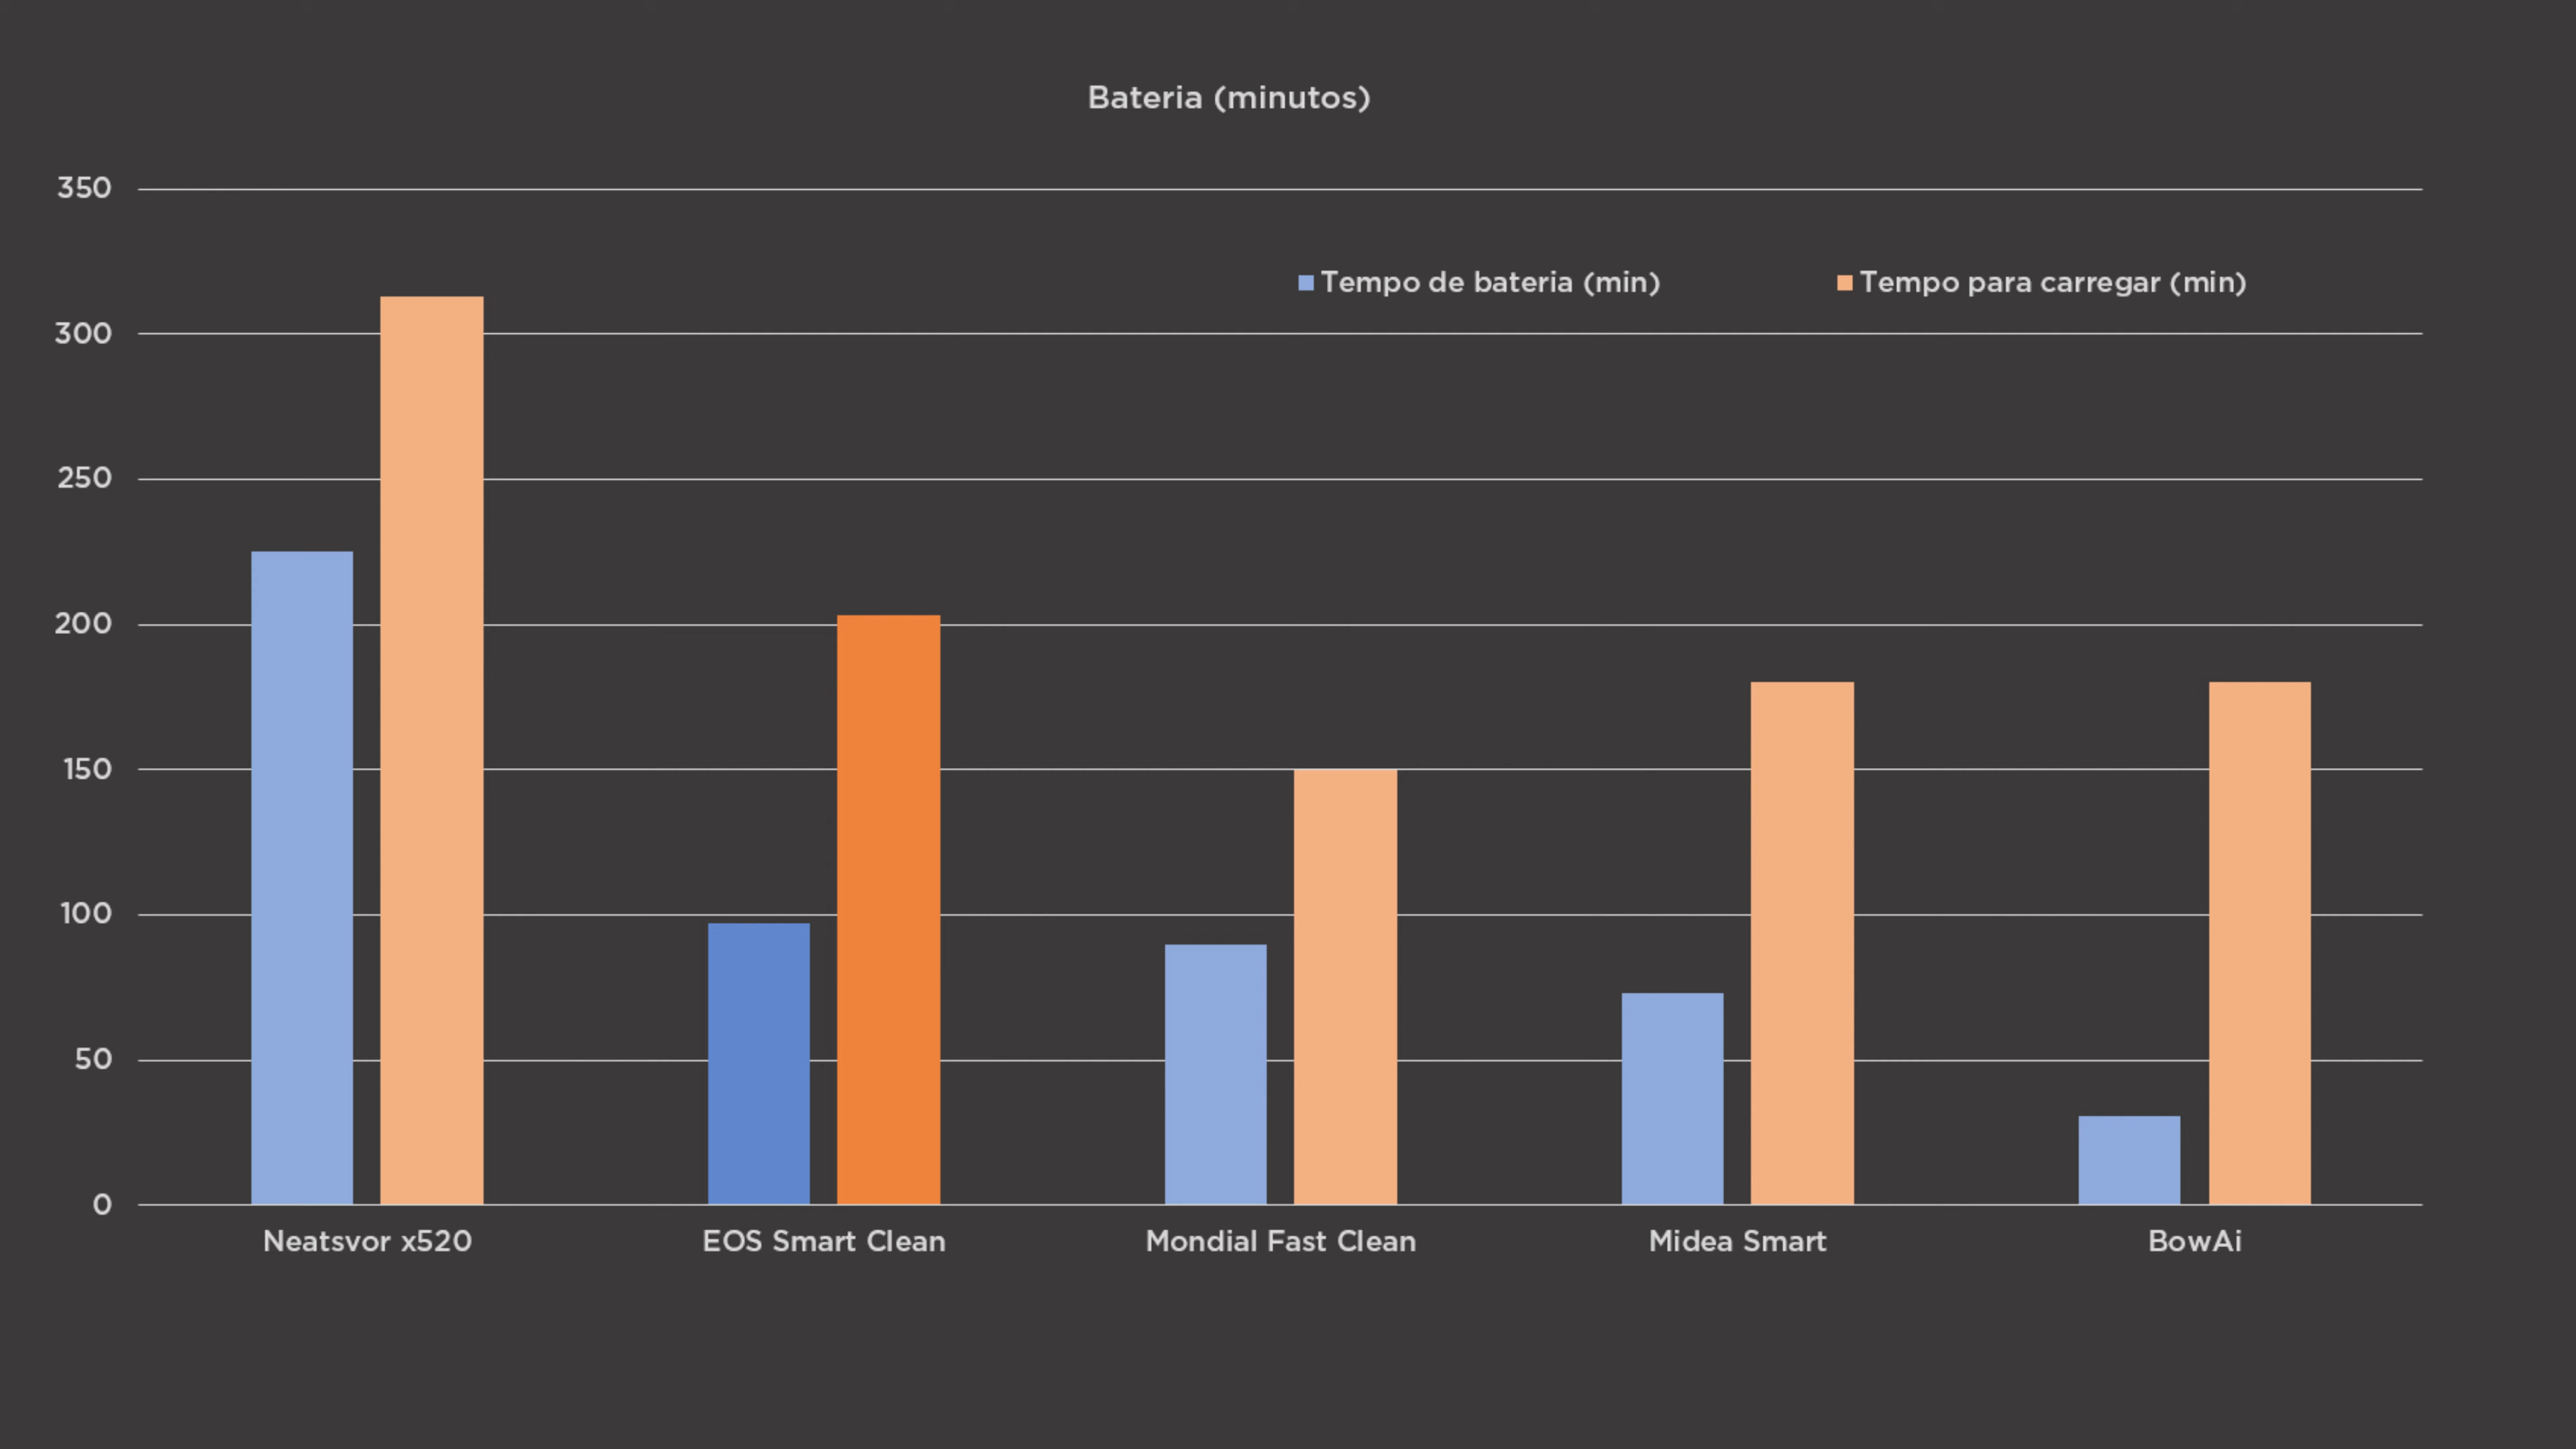 Bateria (minutos)
350
Tempo de bateria (min) Tempo para carregar (min)
300
250
200
150
100
50
0
Neatsvor x520 EOS Smart Clean Mondial Fast Clean Midea Smart BowAi